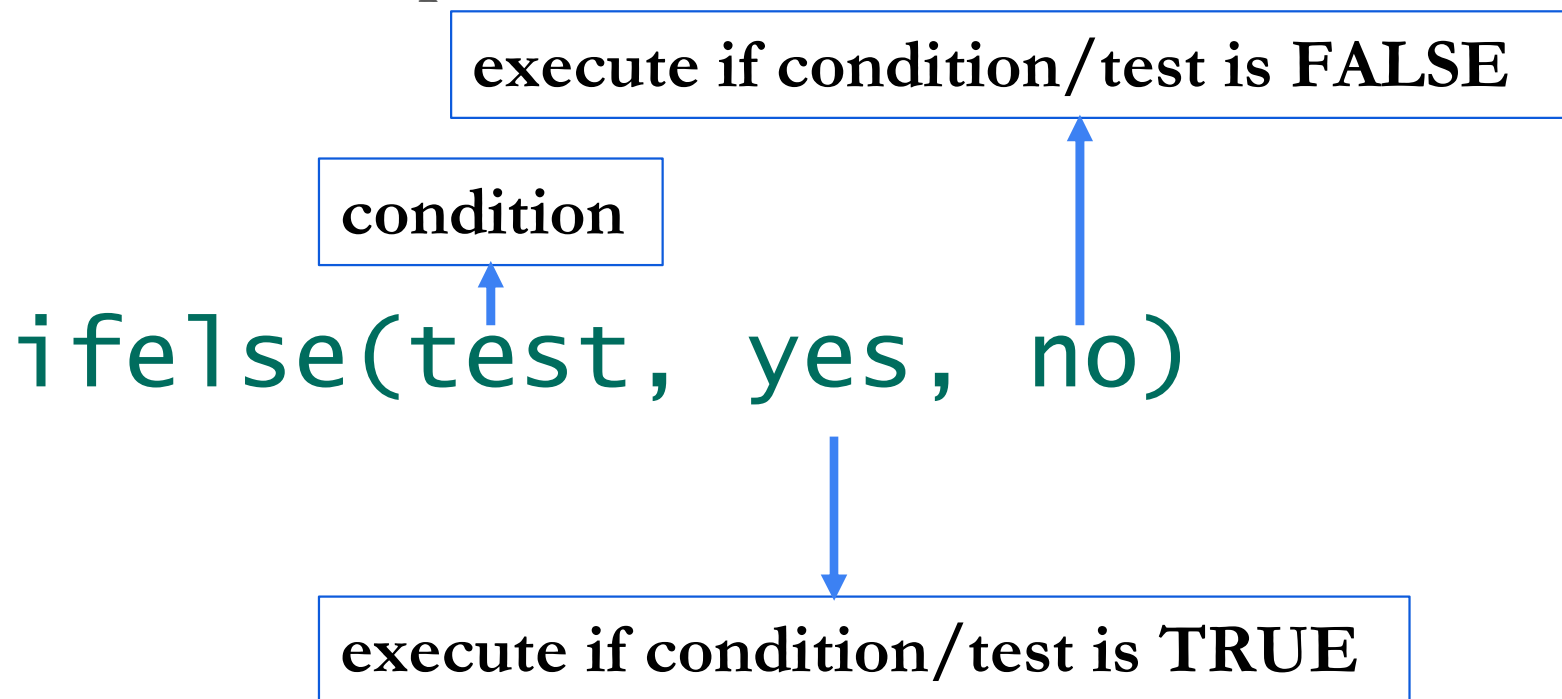 execute if condition/test is FALSE
condition
ifelse(test, yes, no)
execute if condition/test is TRUE